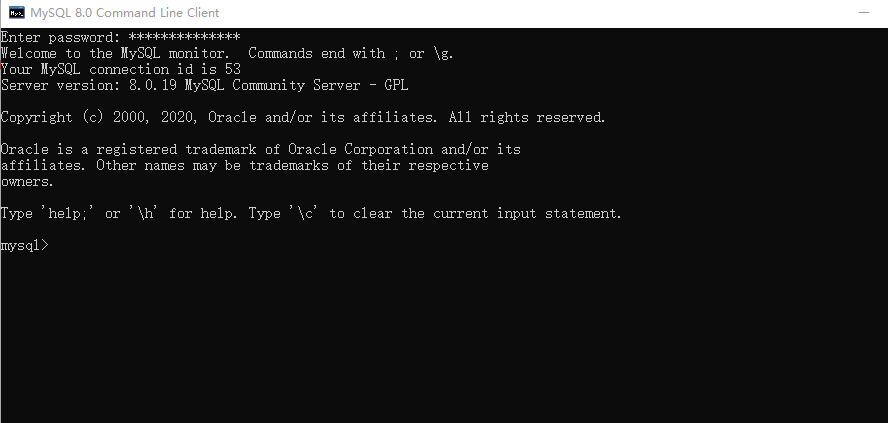 MySQL 8.0 Command Line Client
Enter password: **************
Welcome to the MySQL monitor.  Commands end with ; or \g.
Your MySQL connection id is 53
Server version: 8.0.19 MySQL Community Server - GPL
Copyright (c) 2000, 2020, Oracle and/or its affiliates. All rights reserved.
Oracle is a registered trademark of Oracle Corporation and/or its
affiliates. Other names may be trademarks of their respective
owners.
Type 'help;' or '\h' for help. Type '\c' to clear the current input statement.
mysql>